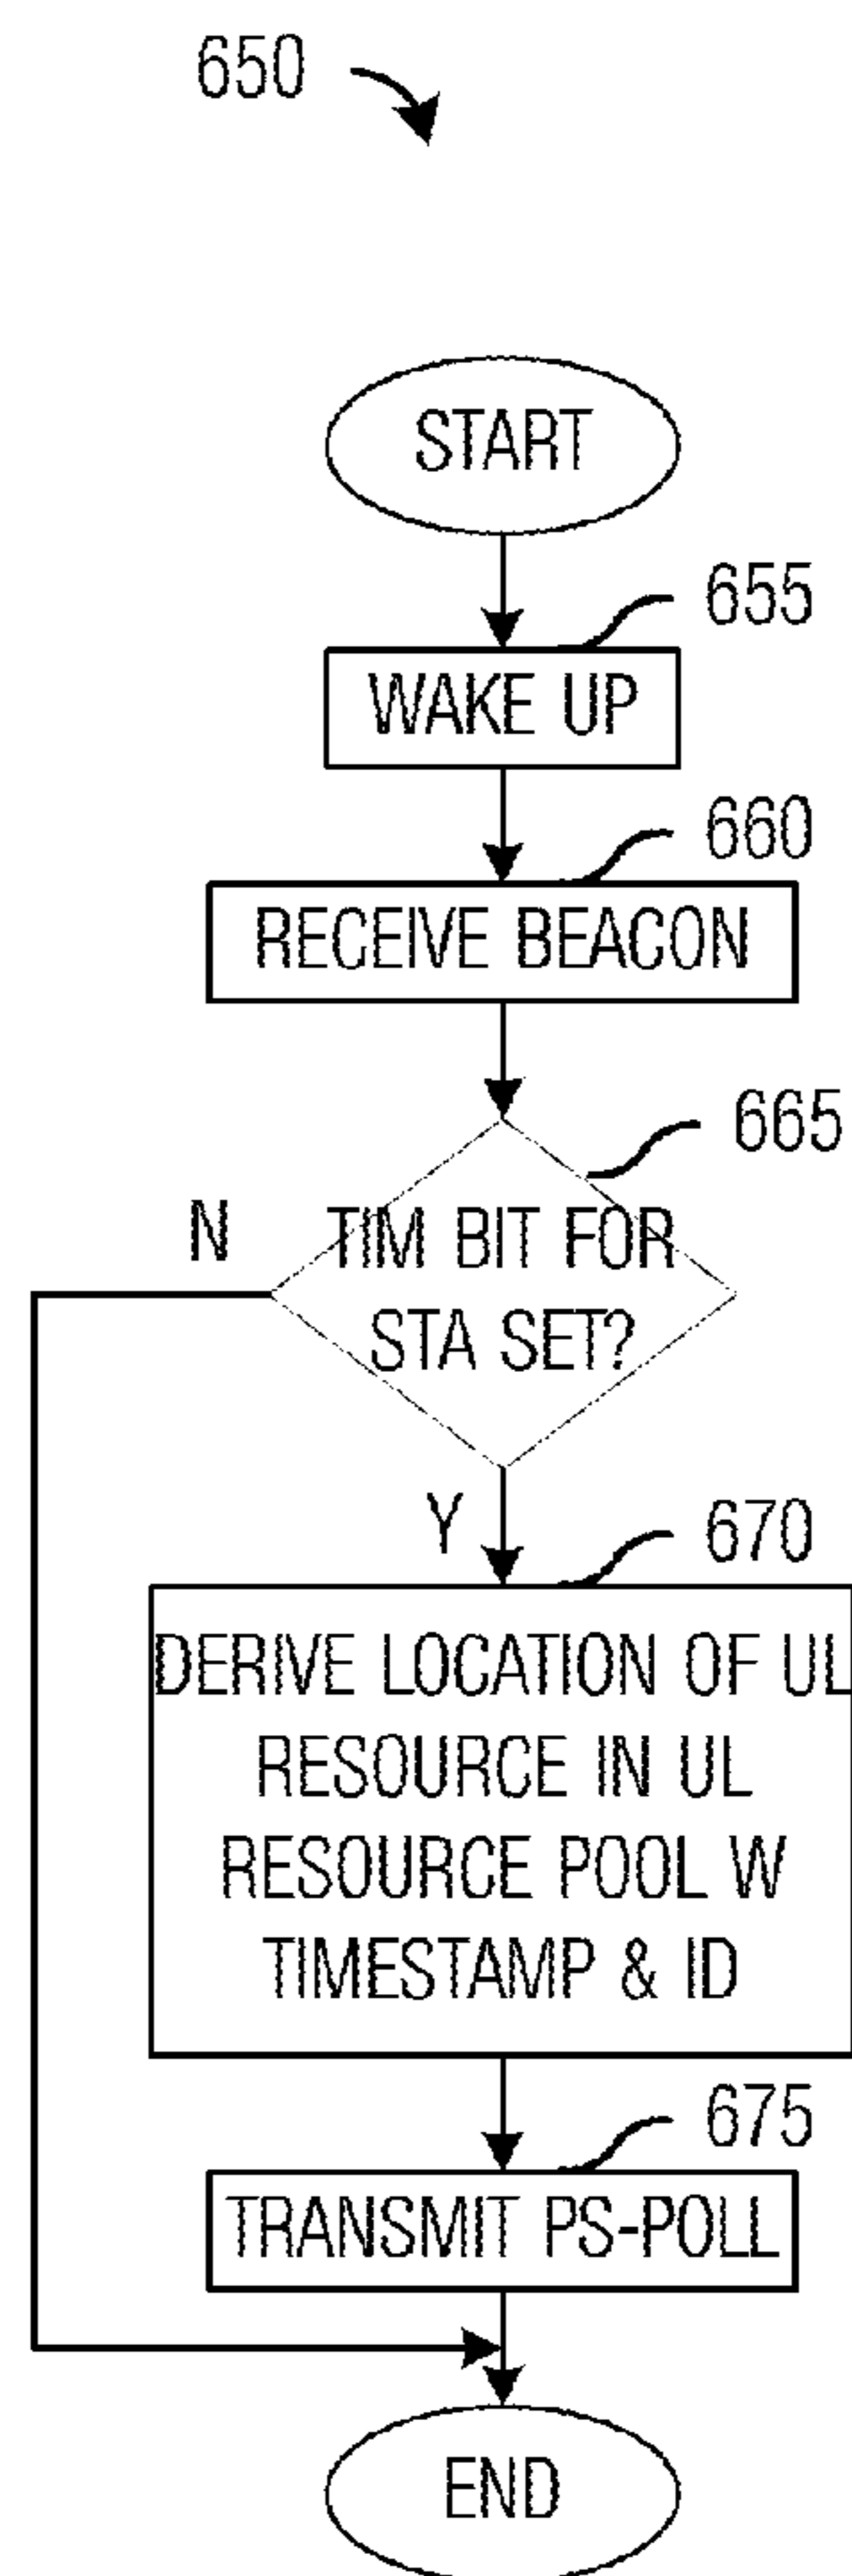 650
START
655
WAKE UP
660
RECEIVE BEACON
665
N
TIM BIT FOR
STA SET?
Y
670
DERIVE LOCATION OF UL
RESOURCE IN UL
RESOURCE POOL W
TIMESTAMP & ID
675
TRANSMIT PS-POLL
END